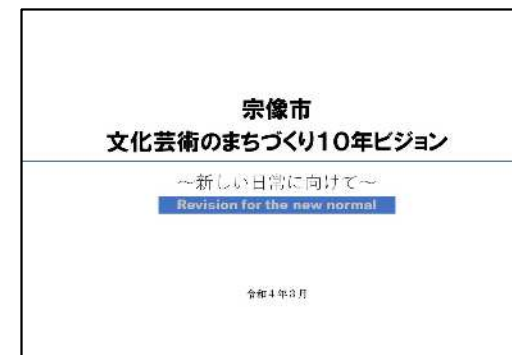 宗像市
文化芸術のまちづくり10年ビジョン
～新しい日常に向けて～
Revision for the new normal
令和4年3月